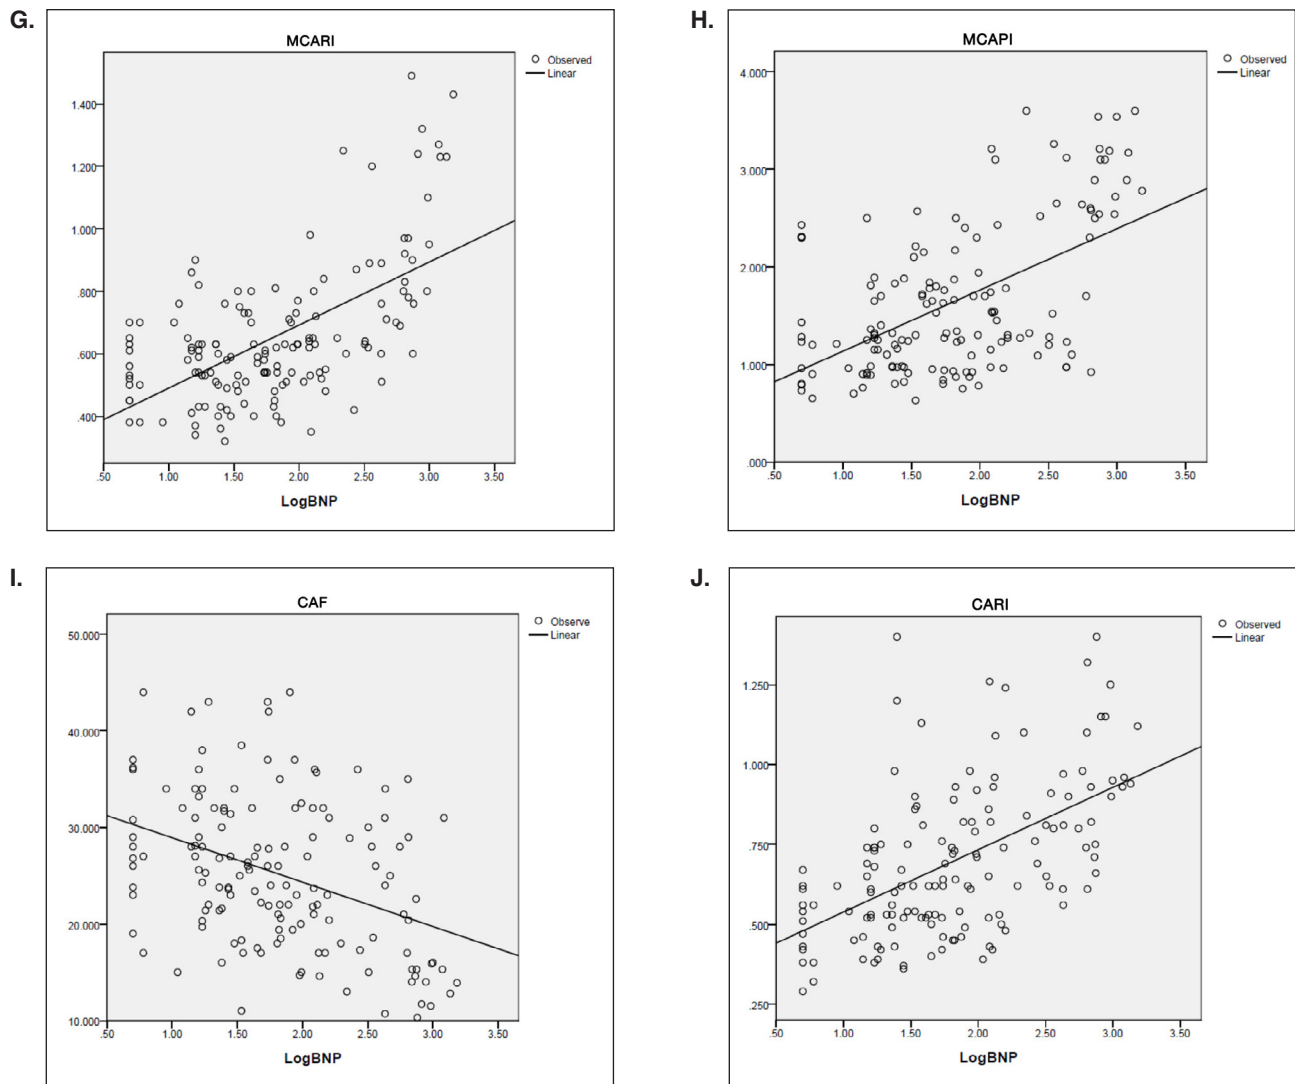 G.
MCARI
Observed
Linear
1.400
1.200
1.000
.800
.600
.400
.50 1.00 1.50 2.00 2.50 3.00 3.50
LogBNP
H.
MCAPI
Observed
Linear
4.000
3.000
2.000
1.000
.000
.50 1.00 1.50 2.00 2.50 3.00 3.50
LogBNP
I.
CAF
Observe
Linear
50.000
40.000
30.000
20.000
10.000
.50 1.00 1.50 2.00 2.50 3.00 3.50
LogBNP
J.
CARI
Observed
Linear
1.250
1.000
.750
.500
.250
.50 1.00 1.50 2.00 2.50 3.00 3.50
LogBNP